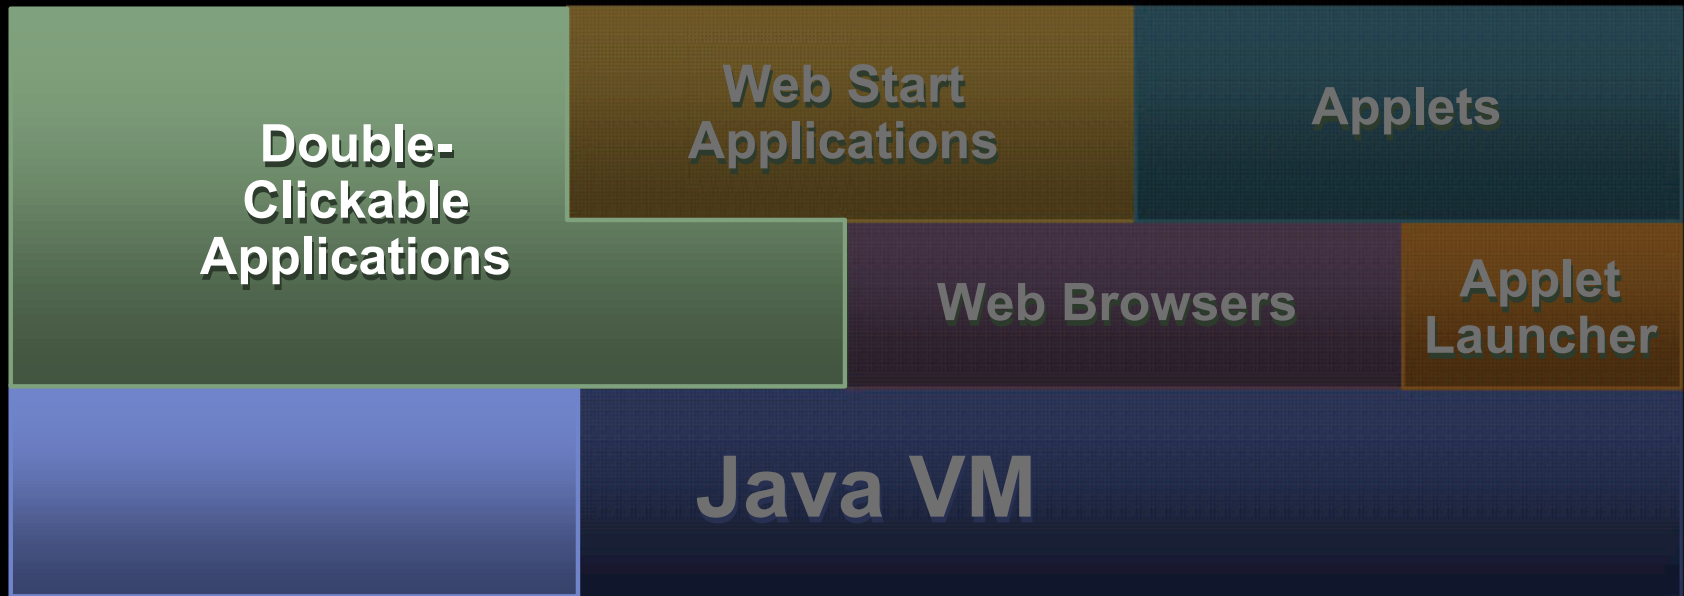 Double-
Clickable
Applications
Web Start
Applications
Applets
Web Browsers
Applet
Launcher
Java VM